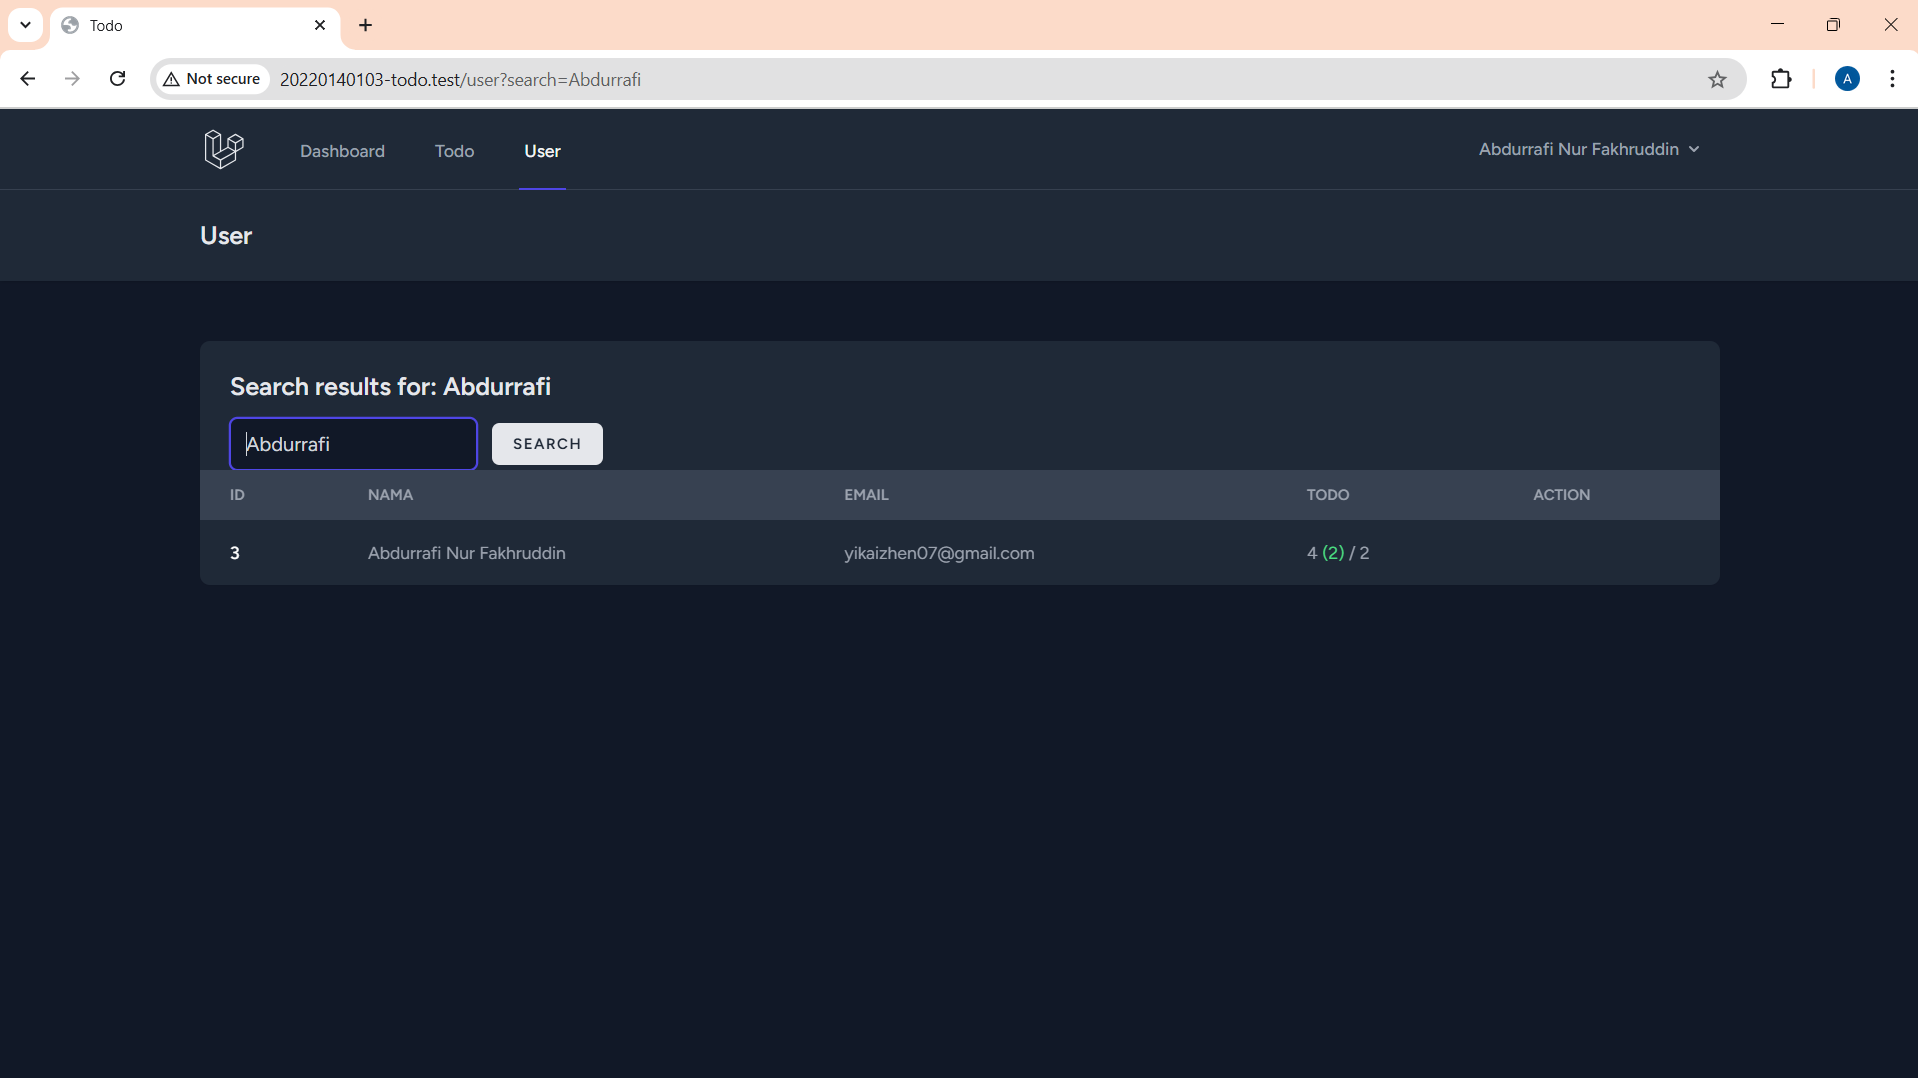 Todo
Not secure 20220140103-todo.test/user?search=Abdurrafi
A
Dashboard Todo User Abdurrafi Nur Fakhruddin
User
Search results for: Abdurrafi
Abdurrafi SEARCH
ID NAMA EMAIL TODO ACTION
3 Abdurrafi Nur Fakhruddin yikaizhen07@gmail.com 4 (2) / 2